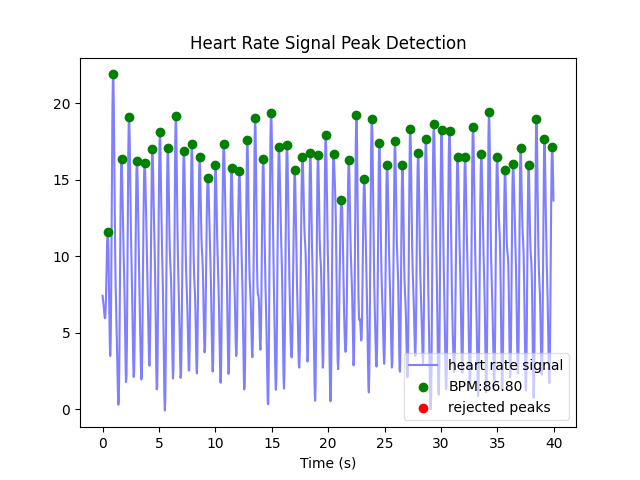 Heart Rate Signal Peak Detection
20
15
10
5
0
heart rate signal
BPM:86.80
rejected peaks
0 5 10 15 20 25 30 35 40
Time (s)